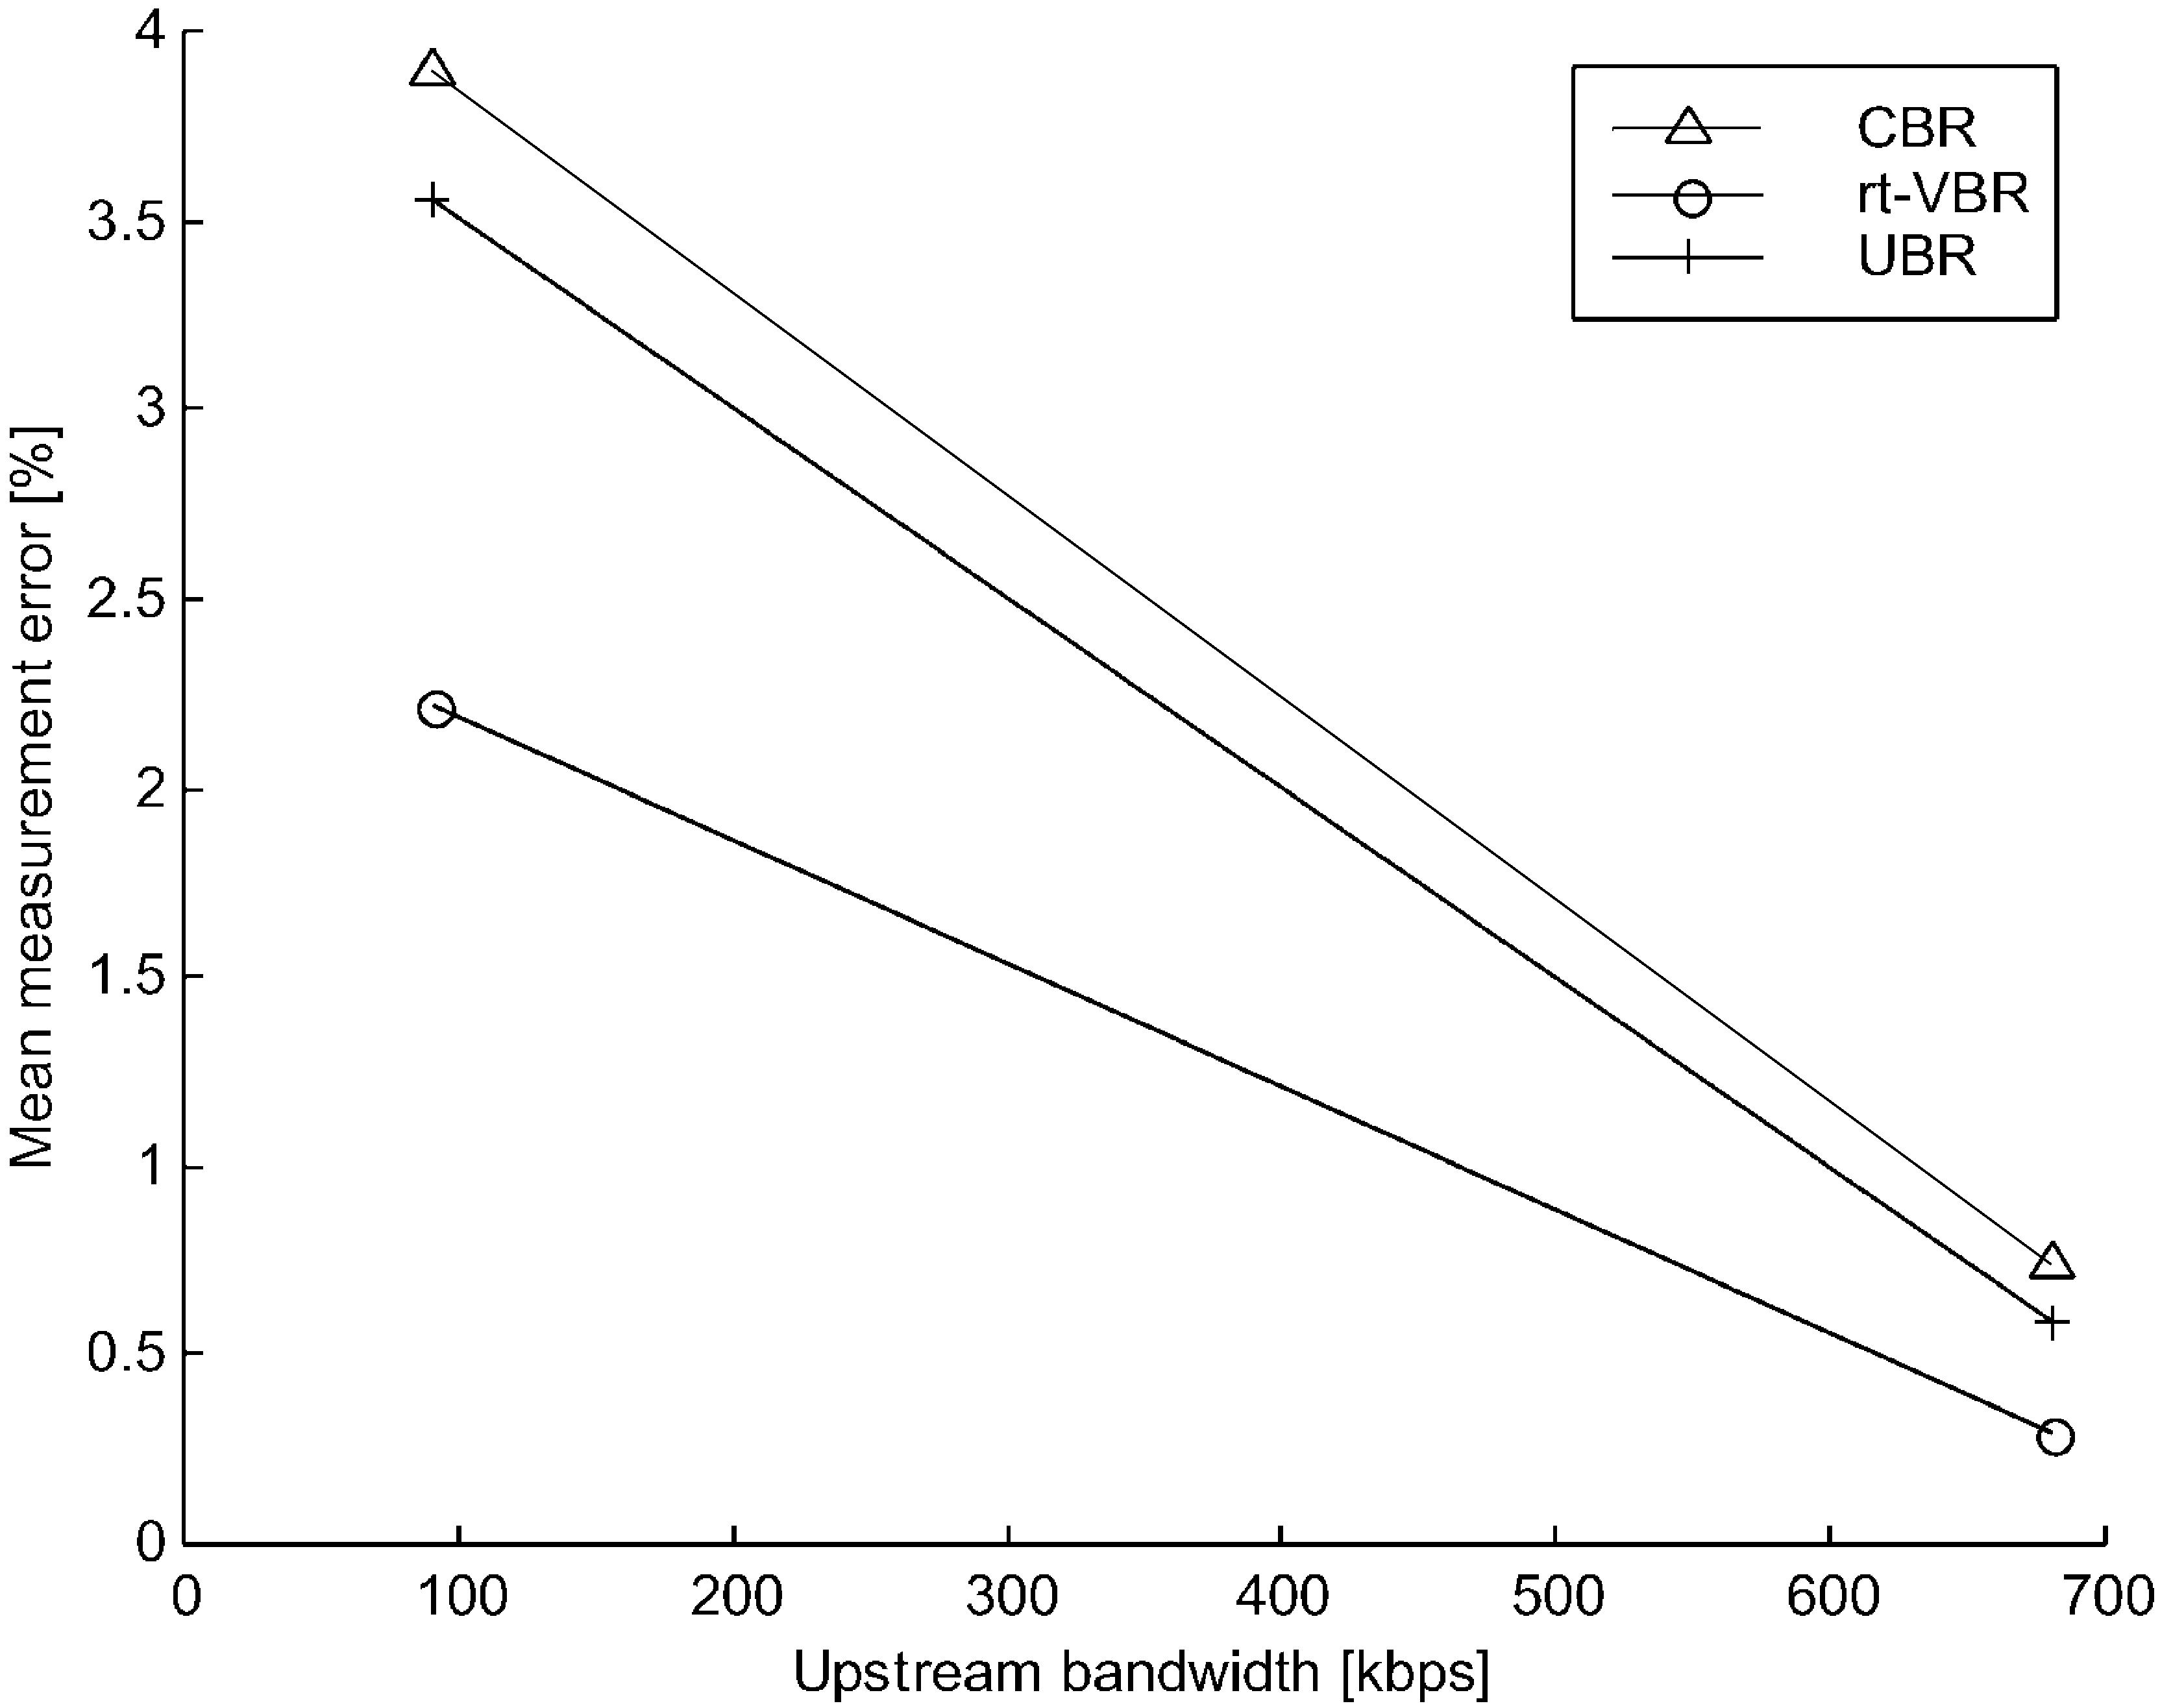 4
3.5
3
2.5
2
1.5
1
0.5
0
Mean measurement error [%]
CBR
rt-VBR
UBR
0 100 200 300 400 500 600 700
Upstream bandwidth [kbps]